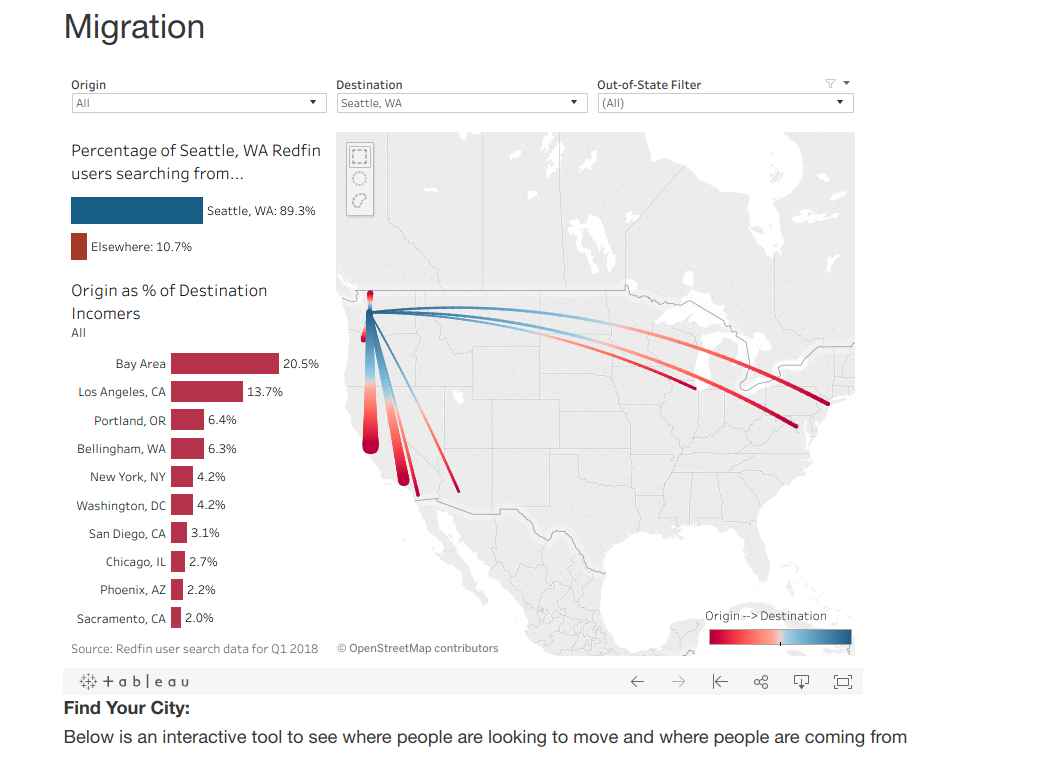 Migration
Origin
Destination
Out-of-State Filter
All
Seattle, WA
(All)
Percentage of Seattle, WA Redfin
users searching from...
Seattle, WA: 89.3%
Elsewhere: 10.7%
Origin as % of Destination
Incomers
All
Bay Area 20.5%
Los Angeles, CA 13.7%
Portland, OR 6.4%
Bellingham, WA 6.3%
New York, NY 4.2%
Washington, DC 4.2%
San Diego, CA 3.1%
Chicago, IL 2.7%
Phoenix, AZ 2.2%
Sacramento, CA 2.0%
Origin --> Destination
Source: Redfin user search data for Q1 2018
© OpenStreetMap contributors
+ a b l e a u
Find Your City:
Below is an interactive tool to see where people are looking to move and where people are coming from